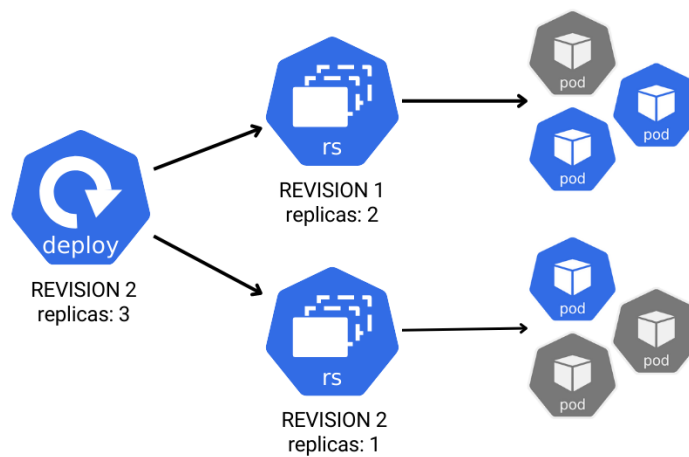 deploy
REVISION 2
replicas: 3
rs
REVISION 1
replicas: 2
pod
pod
pod
rs
REVISION 2
replicas: 1
pod
pod
pod